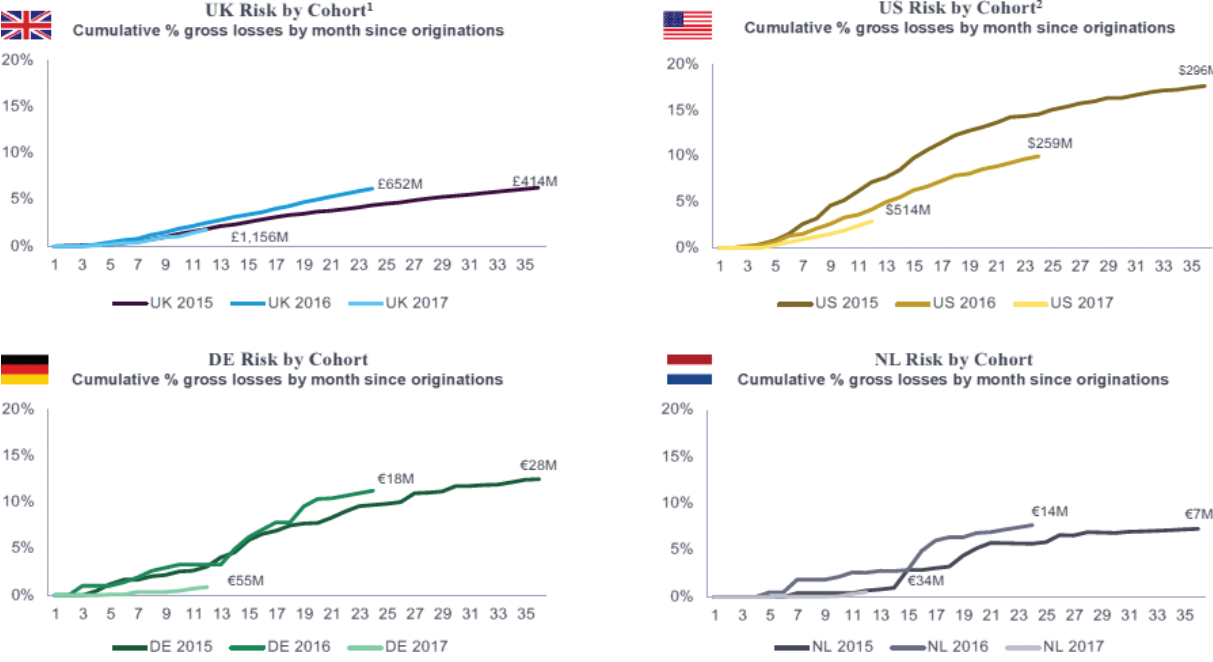 UK Risk by Cohort¹
Cumulative % gross losses by month since originations
20%
15%
10%
5%
0%
£652M
£414M
£1,156M
1 3 5 7 9 11 13 15 17 19 21 23 25 27 29 31 33 35
UK 2015 UK 2016 UK 2017
US Risk by Cohort²
Cumulative % gross losses by month since originations
20%
15%
10%
5%
0%
$296M
$259M
$514M
1 3 5 7 9 11 13 15 17 19 21 23 25 27 29 31 33 35
US 2015 US 2016 US 2017
DE Risk by Cohort
Cumulative % gross losses by month since originations
20%
15%
10%
5%
0%
€28M
€18M
€55M
1 3 5 7 9 11 13 15 17 19 21 23 25 27 29 31 33 35
DE 2015 DE 2016 DE 2017
NL Risk by Cohort
Cumulative % gross losses by month since originations
20%
15%
10%
5%
0%
€14M
€7M
€34M
1 3 5 7 9 11 13 15 17 19 21 23 25 27 29 31 33 35
NL 2015 NL 2016 NL 2017